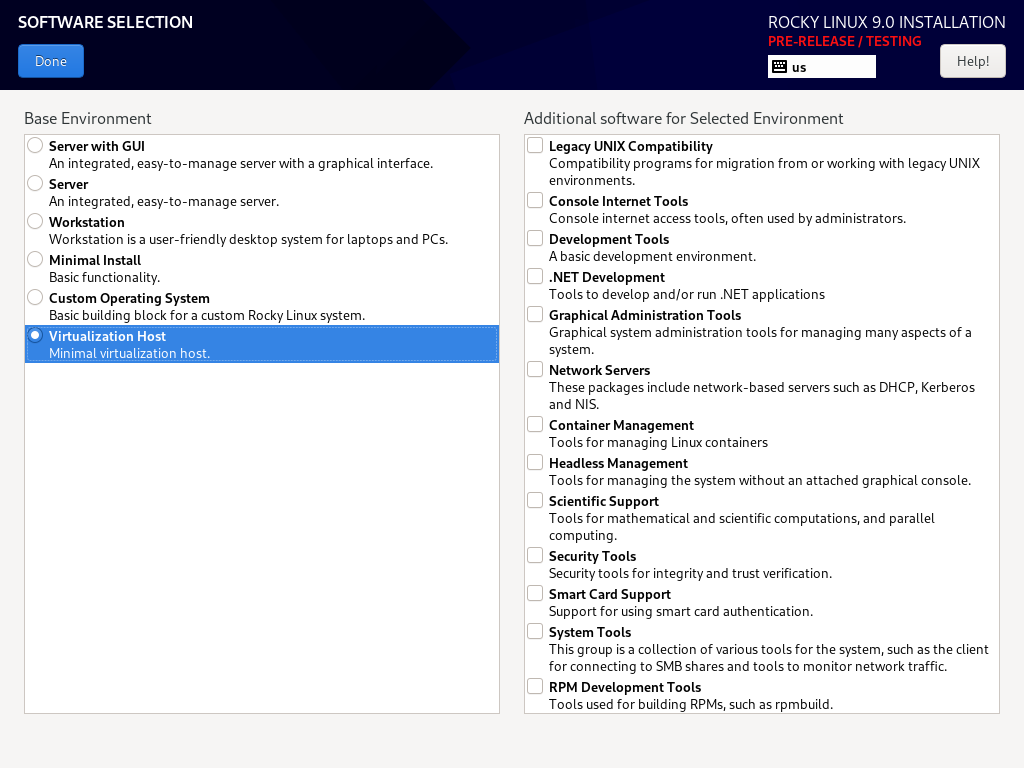 SOFTWARE SELECTION
Done
ROCKY LINUX 9.0 INSTALLATION
PRE-RELEASE / TESTING
us
Help!
Base Environment
Server with GUI
An integrated, easy-to-manage server with a graphical interface.
Server
An integrated, easy-to-manage server.
Workstation
Workstation is a user-friendly desktop system for laptops and PCs.
Minimal Install
Basic functionality.
Custom Operating System
Basic building block for a custom Rocky Linux system.
Virtualization Host
Minimal virtualization host.
Additional software for Selected Environment
Legacy UNIX Compatibility
Compatibility programs for migration from or working with legacy UNIX
environments.
Console Internet Tools
Console internet access tools, often used by administrators.
Development Tools
A basic development environment.
.NET Development
Tools to develop and/or run .NET applications
Graphical Administration Tools
Graphical system administration tools for managing many aspects of a
system.
Network Servers
These packages include network-based servers such as DHCP, Kerberos
and NIS.
Container Management
Tools for managing Linux containers
Headless Management
Tools for managing the system without an attached graphical console.
Scientific Support
Tools for mathematical and scientific computations, and parallel
computing.
Security Tools
Security tools for integrity and trust verification.
Smart Card Support
Support for using smart card authentication.
System Tools
This group is a collection of various tools for the system, such as the client
for connecting to SMB shares and tools to monitor network traffic.
RPM Development Tools
Tools used for building RPMs, such as rpmbuild.